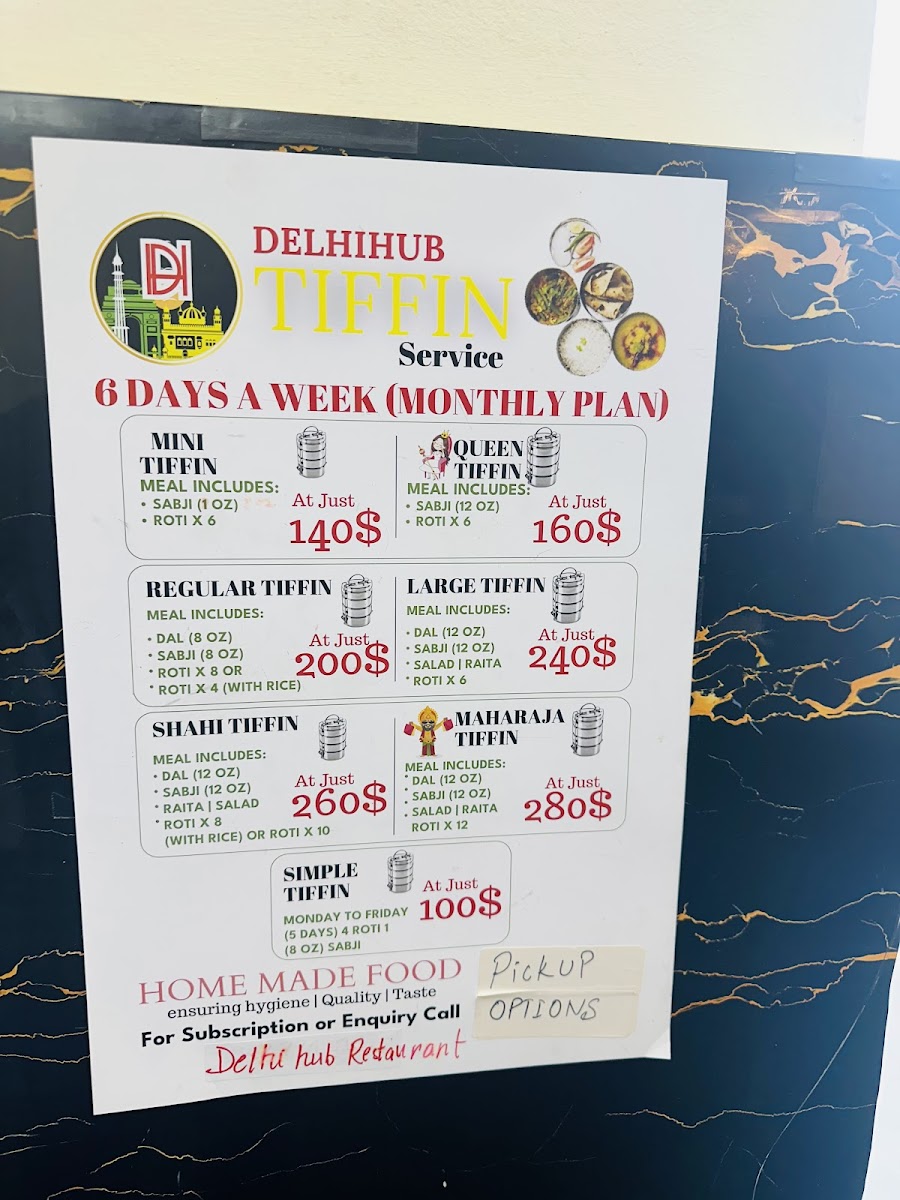 DH
DELHIHUB
TIFFIN
Service
6 DAYS A WEEK (MONTHLY PLAN)
MINI
TIFFIN
MEAL INCLUDES:
• SABJI ( OZ)
• ROTI X 6
At Just
140$
QUEEN
TIFFIN
MEAL INCLUDES:
• SABJI (12 OZ)
• ROTI X 6
At Just
160$
REGULAR TIFFIN
MEAL INCLUDES:
• DAL (8 OZ)
• SABJI (8 OZ)
• ROTI X 8 OR
• ROTI X 4 (WITH RICE)
At Just
200$
LARGE TIFFIN
MEAL INCLUDES:
• DAL (12 OZ)
• SABJI (12 OZ)
• SALAD | RAITA
• ROTI X 6
At Just
240$
SHAHI TIFFIN
MEAL INCLUDES:
• DAL (12 OZ)
• SABJI (12 OZ)
• RAITA | SALAD
• ROTI X 8
(WITH RICE) OR ROTI X 10
At Just
260$
MAHARAJA
TIFFIN
MEAL INCLUDES:
• DAL (12 OZ)
• SABJI (12 OZ)
• SALAD | RAITA
ROTI X 12
At Just
280$
SIMPLE
TIFFIN
MONDAY TO FRIDAY
(5 DAYS) 4 ROTI 1
(8 OZ) SABJI
At Just
100$
HOME MADE FOOD
ensuring hygiene | Quality | Taste
For Subscription or Enquiry Call
Delhi hub Restaurant
Pickup
OPTIONS